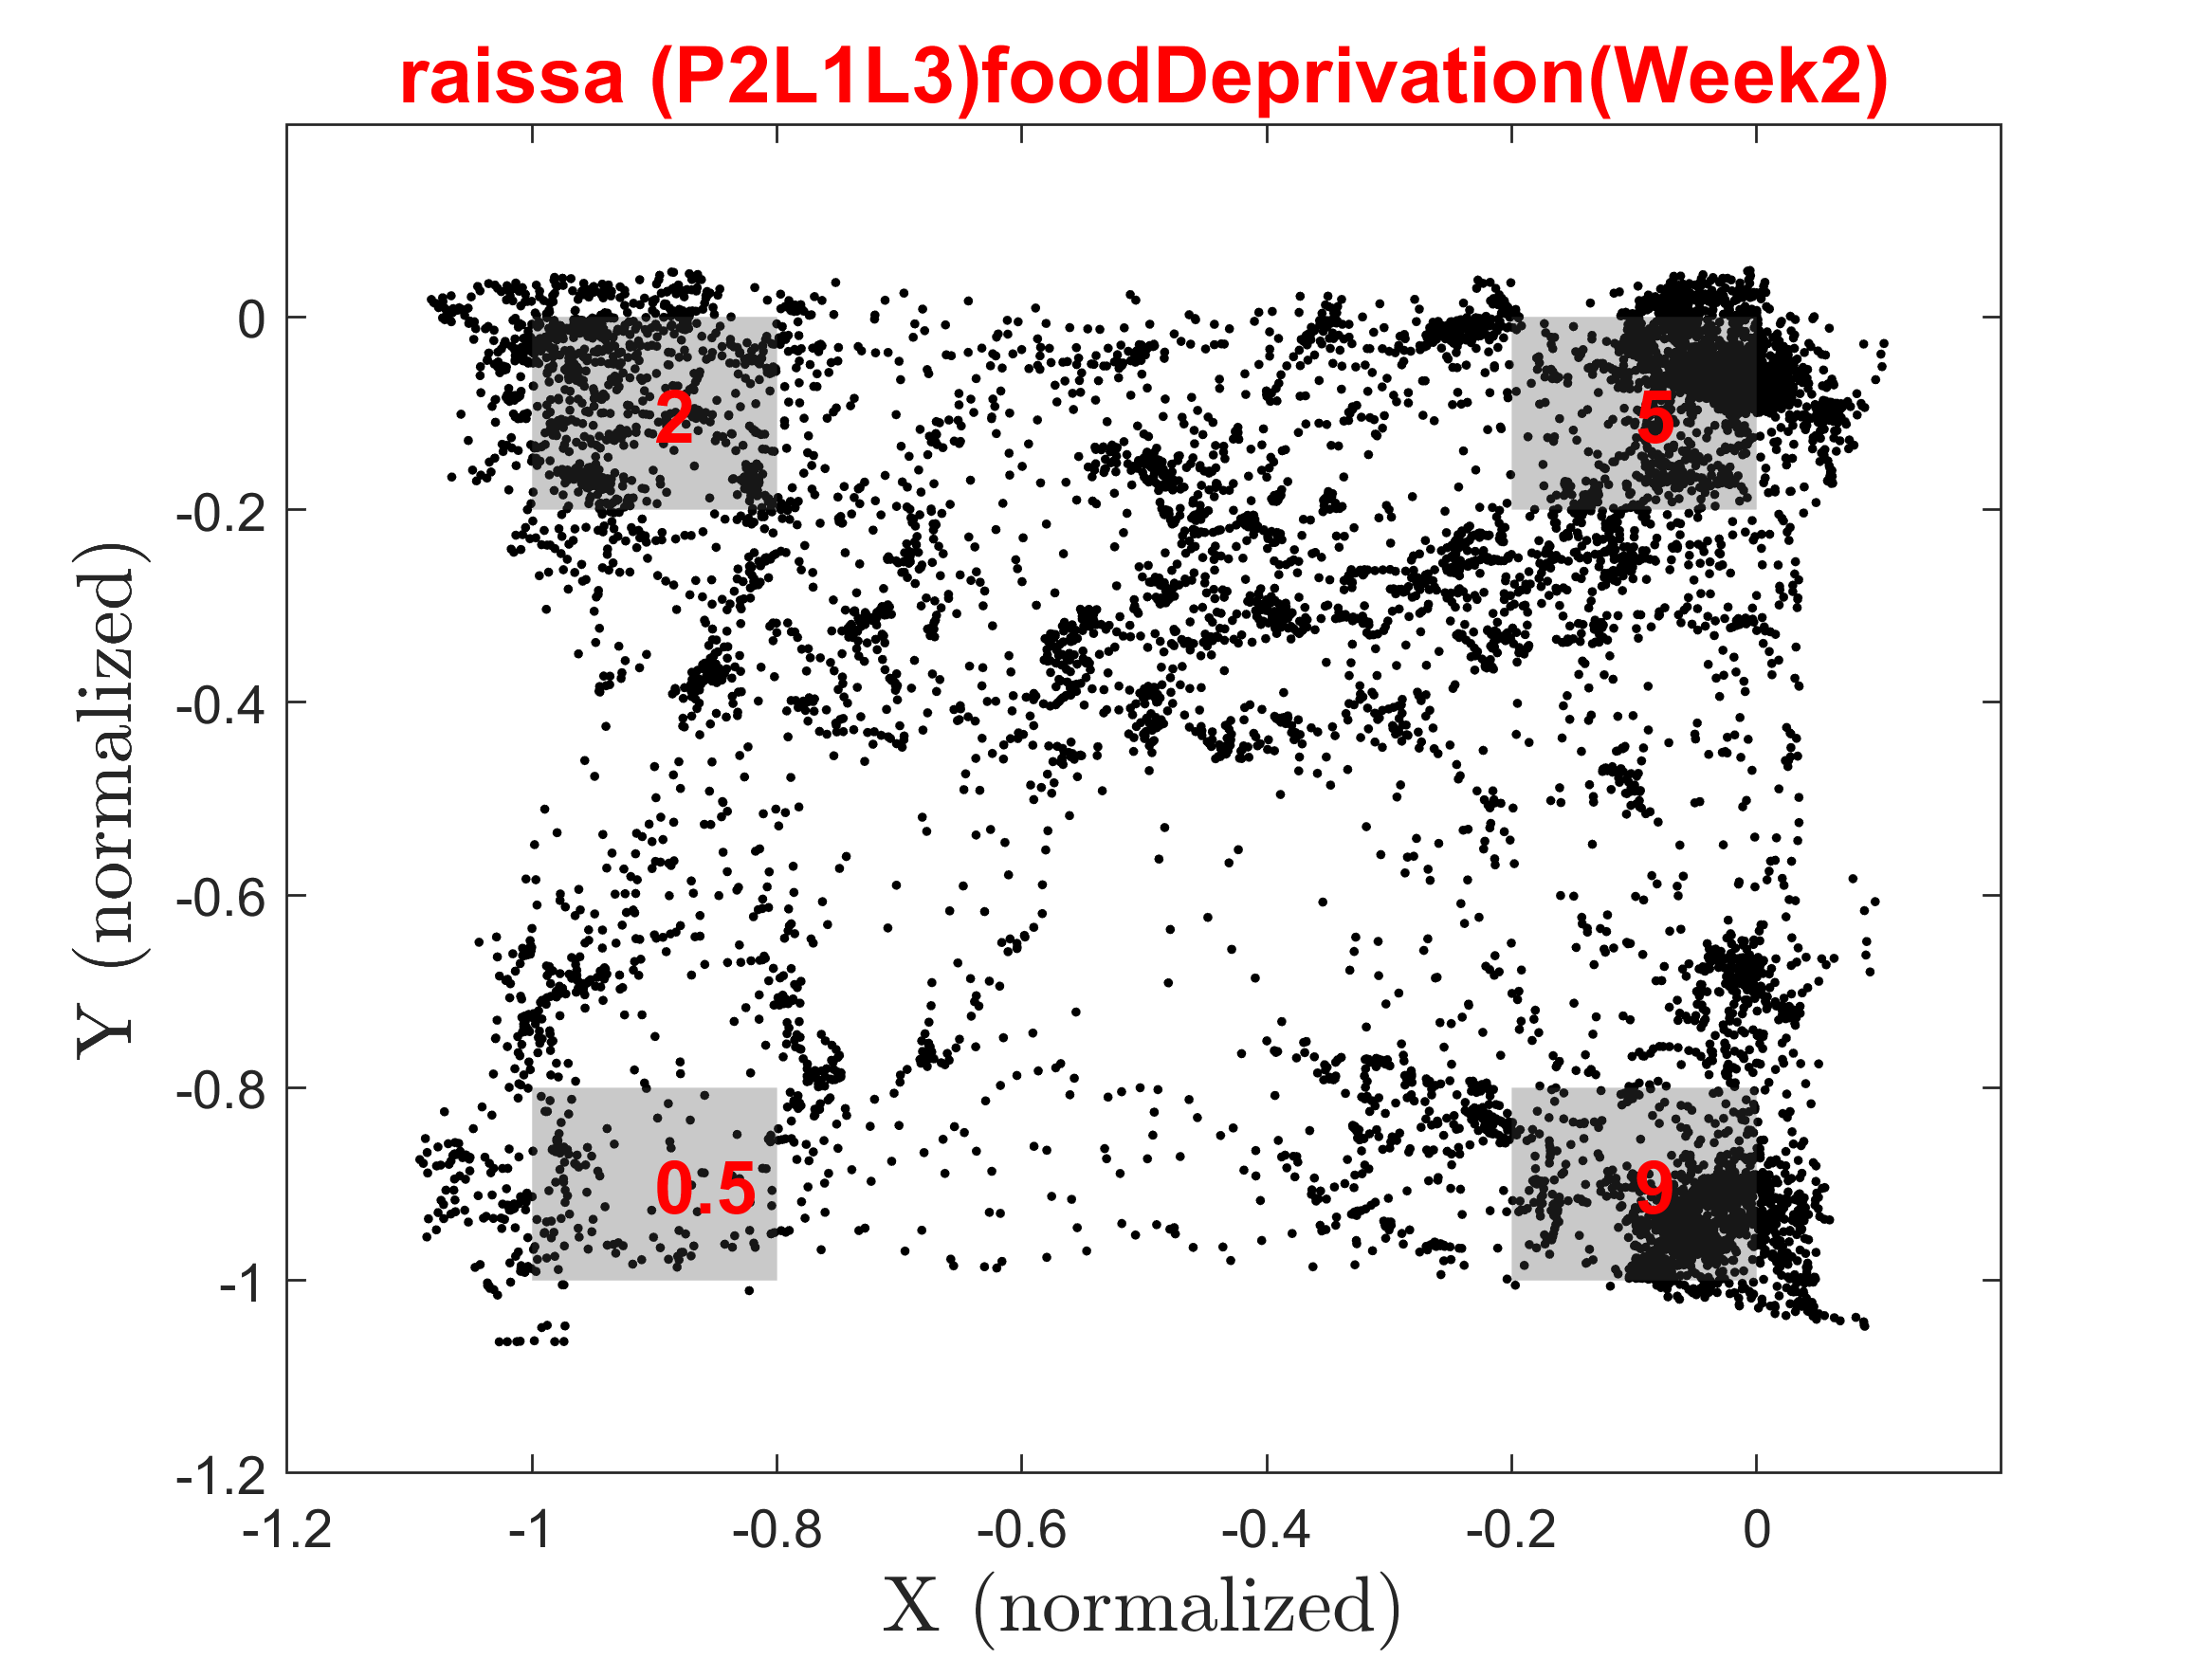 raissa (P2L1L3)foodDeprivation(Week2)
Y (normalized)
0
-0.2
-0.4
-0.6
-0.8
-1
-1.2
2
5
0.5
9
-1.2 -1 -0.8 -0.6 -0.4 -0.2 0
X (normalized)